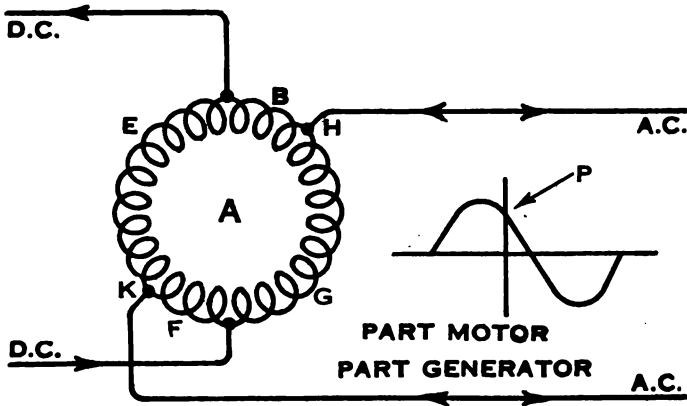 D.C.
E
B
H
A.C.
A
P
K
G
F
PART MOTOR
D.C.
PART GENERATOR
A.C.